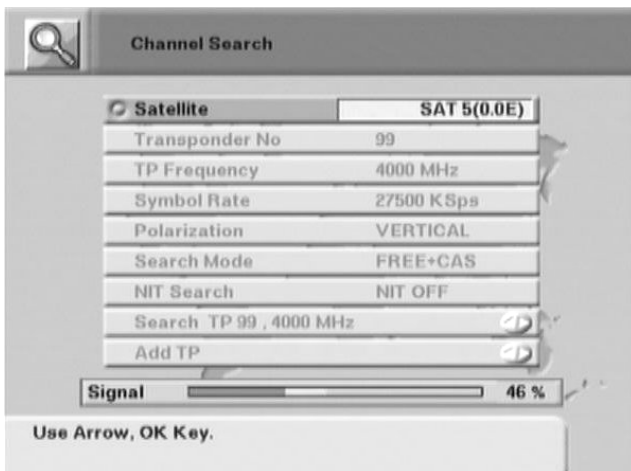 Channel Search
Satellite SAT 5(0.0E)
Transponder No 99
TP Frequency 4000 MHz
Symbol Rate 27500 KSps
Polarization VERTICAL
Search Mode FREE+CAS
NIT Search NIT OFF
Search TP 99 , 4000 MHz
Add TP
Signal 46 %
Use Arrow, OK Key.